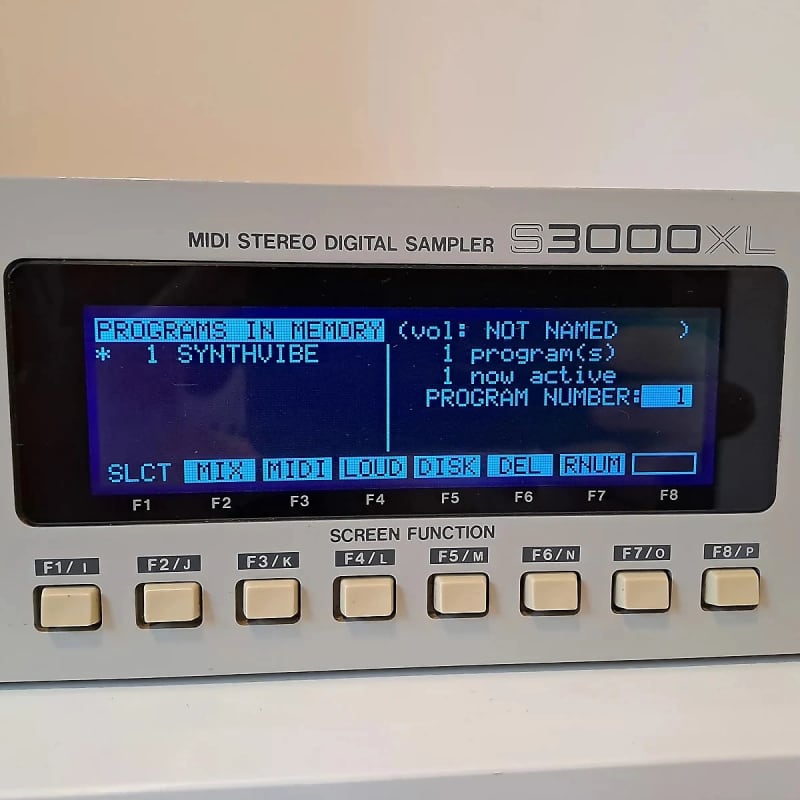 MIDI STEREO DIGITAL SAMPLER S3000XL
PROGRAMS IN MEMORY (vol: NOT NAMED )
* 1 SYNTHVIBE 1 program(s)
1 now active
PROGRAM NUMBER: 1
SLCT MIX MIDI LOUD DISK DEL RNUM
F1 F2 F3 F4 F5 F6 F7 F8
SCREEN FUNCTION
F1/I F2/J F3/K F4/L F5/M F6/N F7/O F8/P